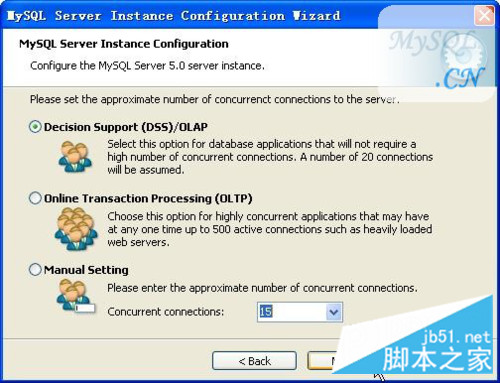 MySQL Server Instance Configuration Wizard
MySQL Server Instance Configuration
Configure the MySQL Server 5.0 server instance.
MySQL
.CN
Please set the approximate number of concurrent connections to the server.
Decision Support (DSS)/OLAP
Select this option for database applications that will not require a
high number of concurrent connections. A number of 20 connections
will be assumed.
Online Transaction Processing (OLTP)
Choose this option for highly concurrent applications that may have
at any one time up to 500 active connections such as heavily loaded
web servers.
Manual Setting
Please enter the approximate number of concurrent connections.
Concurrent connections:
15
jb51.net
脚本之家
< Back